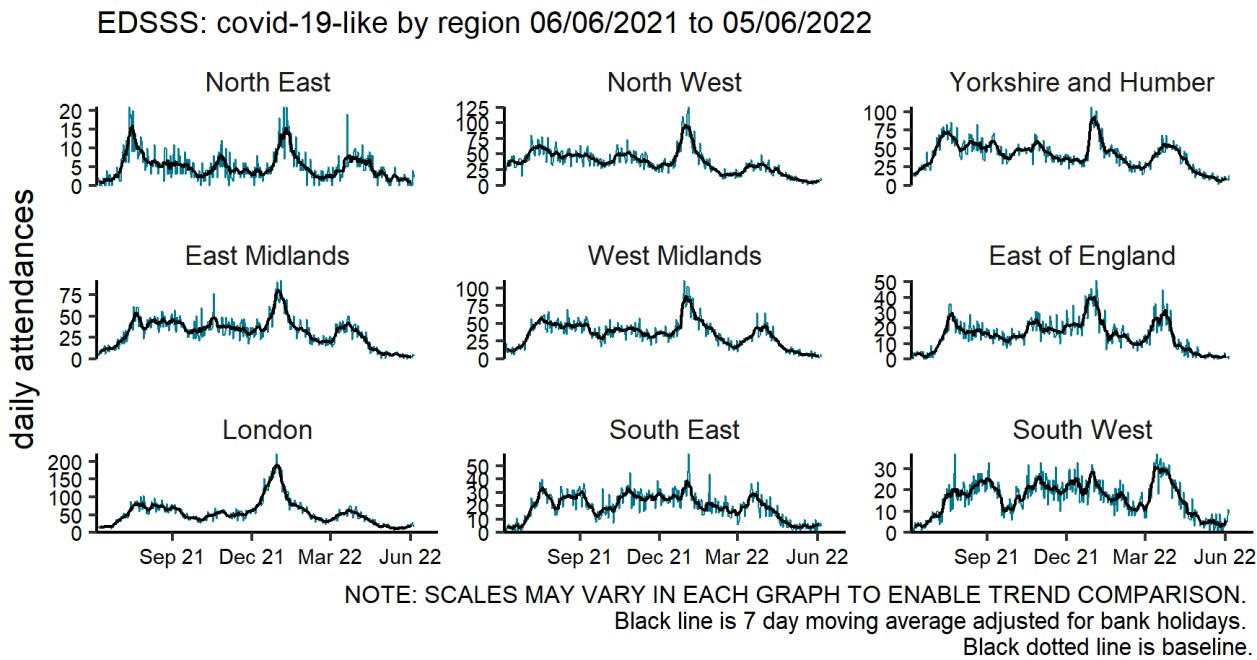 EDSSS: covid-19-like by region 06/06/2021 to 05/06/2022
daily attendances
North East
20
15
10
5
0
North West
125
100
75
50
25
0
Yorkshire and Humber
100
75
50
25
0
East Midlands
75
50
25
0
West Midlands
100
75
50
25
0
East of England
50
40
30
20
10
0
London
200
150
100
50
0
Sep 21 Dec 21 Mar 22 Jun 22
South East
50
40
30
20
10
0
Sep 21 Dec 21 Mar 22 Jun 22
South West
30
20
10
0
Sep 21 Dec 21 Mar 22 Jun 22
NOTE: SCALES MAY VARY IN EACH GRAPH TO ENABLE TREND COMPARISON.
Black line is 7 day moving average adjusted for bank holidays.
Black dotted line is baseline.